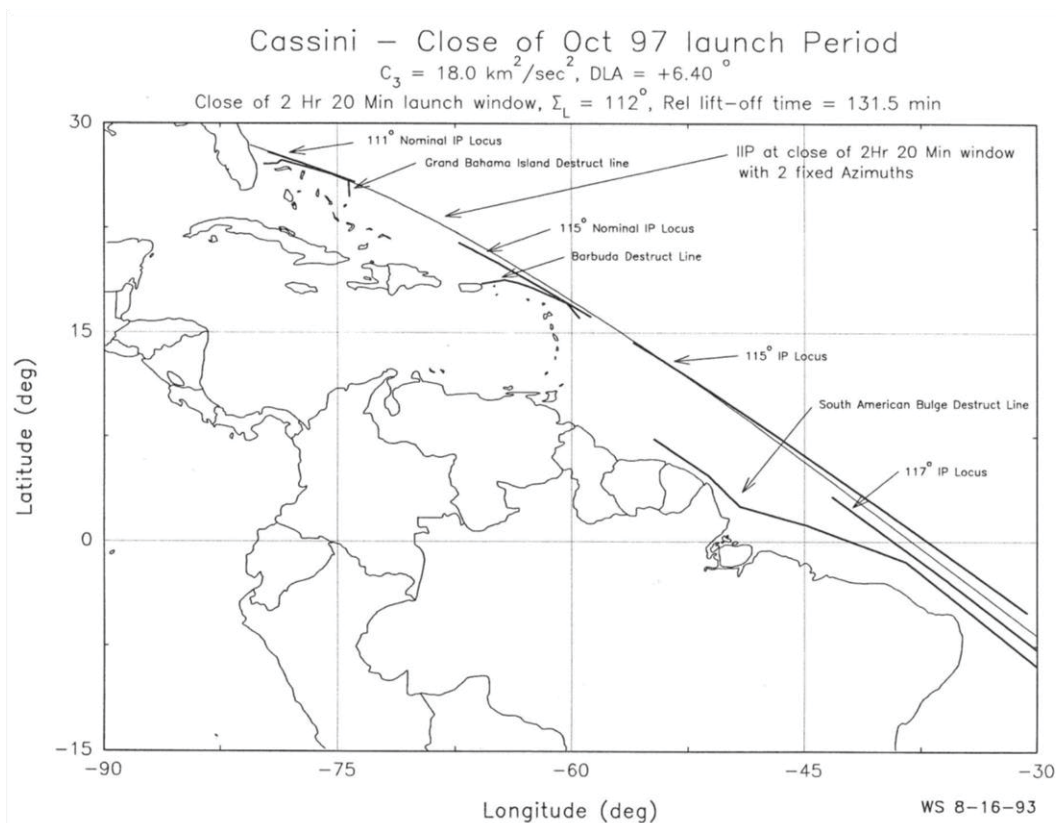 Cassini – Close of Oct 97 launch Period
C₃ = 18.0 km²/sec², DLA = +6.40°
Close of 2 Hr 20 Min launch window, Σ_L = 112°, Rel lift-off time = 131.5 min
30
111° Nominal IP Locus
Grand Bahama Island Destruct line
IIP at close of 2Hr 20 Min window
with 2 fixed Azimuths
115° Nominal IP Locus
Barbuda Destruct Line
15
115° IP Locus
South American Bulge Destruct Line
117° IP Locus
Latitude (deg)
0
-15
-90
-75
-60
-45
-30
Longitude (deg)
WS 8-16-93